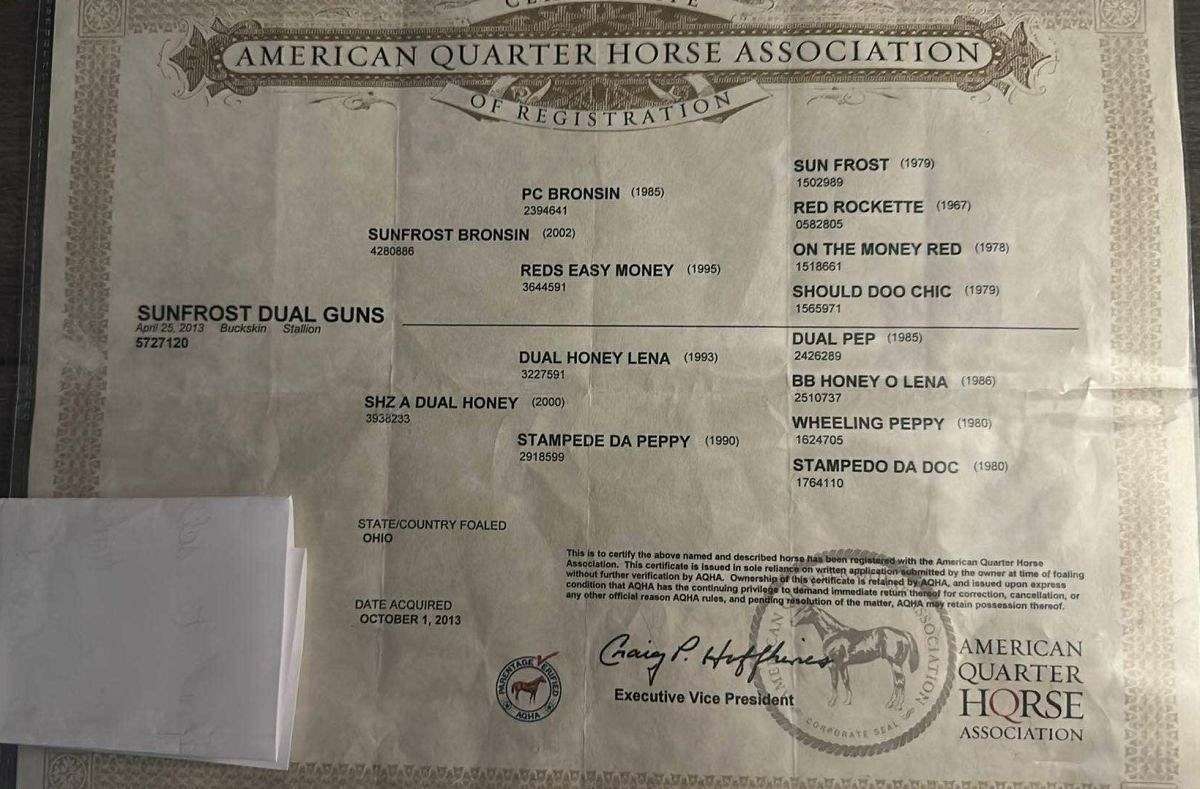 CERTIFICATE
AMERICAN QUARTER HORSE ASSOCIATION
OF REGISTRATION
SUN FROST (1979)
1502989
PC BRONSIN (1985)
2394641
RED ROCKETTE (1967)
0582805
SUNFROST BRONSIN (2002)
4280886
ON THE MONEY RED (1978)
1518661
REDS EASY MONEY (1995)
3644591
SHOULD DOO CHIC (1979)
1565971
SUNFROST DUAL GUNS
April 25, 2013 Buckskin Stallion
5727120
DUAL PEP (1985)
2426289
DUAL HONEY LENA (1993)
3227591
BB HONEY O LENA (1986)
2510737
SHZ A DUAL HONEY (2000)
3938233
WHEELING PEPPY (1980)
1624705
STAMPEDE DA PEPPY (1990)
2918599
STAMPEDO DA DOC (1980)
1764110
STATE/COUNTRY FOALED
OHIO
DATE ACQUIRED
OCTOBER 1, 2013
This is to certify the above named and described horse has been registered with the American Quarter Horse
Association. This certificate is issued in sole reliance on written application submitted by the owner at time of foaling
without further verification by AQHA. Ownership of this certificate is retained by AQHA, and issued upon express
condition that AQHA has the continuing privilege to demand immediate return thereof for correction, cancellation, or
any other official reason AQHA rules, and pending resolution of the matter, AQHA may retain possession thereof.
Craig P. Huffhines
Executive Vice President
PARENTAGE VERIFIED
AQHA
CORPORATE SEAL
AMERICAN
QUARTER
HORSE
ASSOCIATION